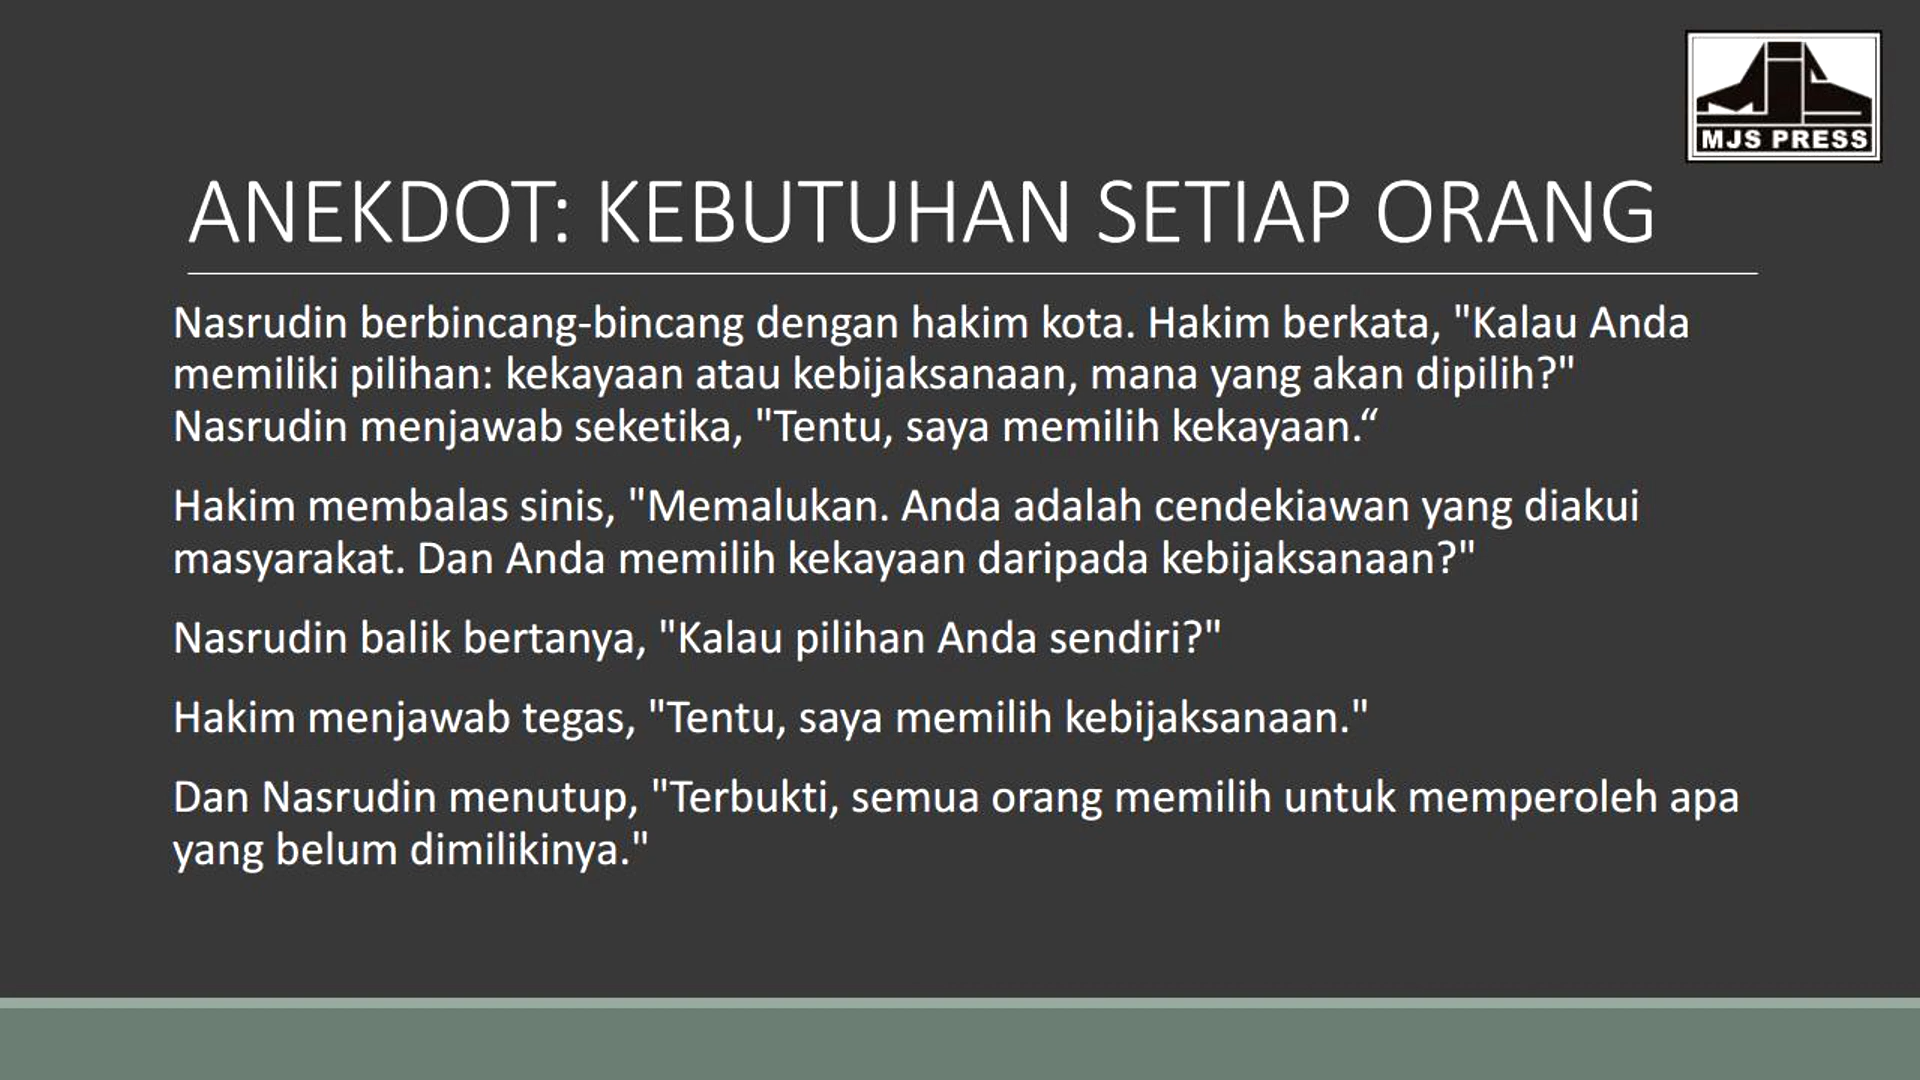 MJS PRESS
ANEKDOT: KEBUTUHAN SETIAP ORANG
Nasrudin berbincang-bincang dengan hakim kota. Hakim berkata, "Kalau Anda
memiliki pilihan: kekayaan atau kebijaksanaan, mana yang akan dipilih?"
Nasrudin menjawab seketika, "Tentu, saya memilih kekayaan.“
Hakim membalas sinis, "Memalukan. Anda adalah cendekiawan yang diakui
masyarakat. Dan Anda memilih kekayaan daripada kebijaksanaan?"
Nasrudin balik bertanya, "Kalau pilihan Anda sendiri?"
Hakim menjawab tegas, "Tentu, saya memilih kebijaksanaan."
Dan Nasrudin menutup, "Terbukti, semua orang memilih untuk memperoleh apa
yang belum dimilikinya."